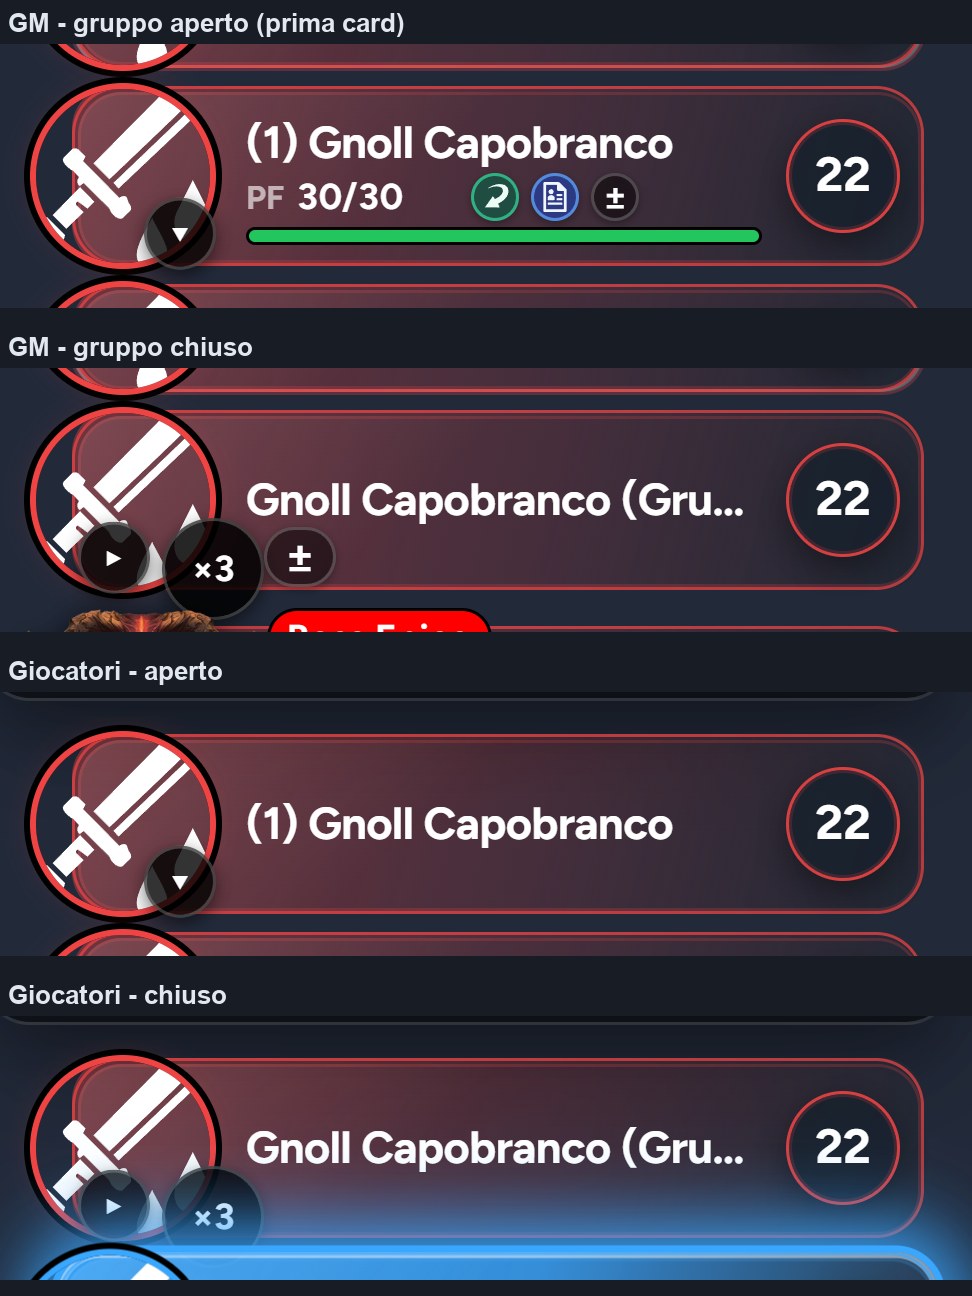 GM - gruppo aperto (prima card)
(1) Gnoll Capobranco
PF 30/30
±
22
GM - gruppo chiuso
Gnoll Capobranco (Gru...
22
×3
±
Giocatori - aperto
(1) Gnoll Capobranco
22
Giocatori - chiuso
Gnoll Capobranco (Gru...
22
×3